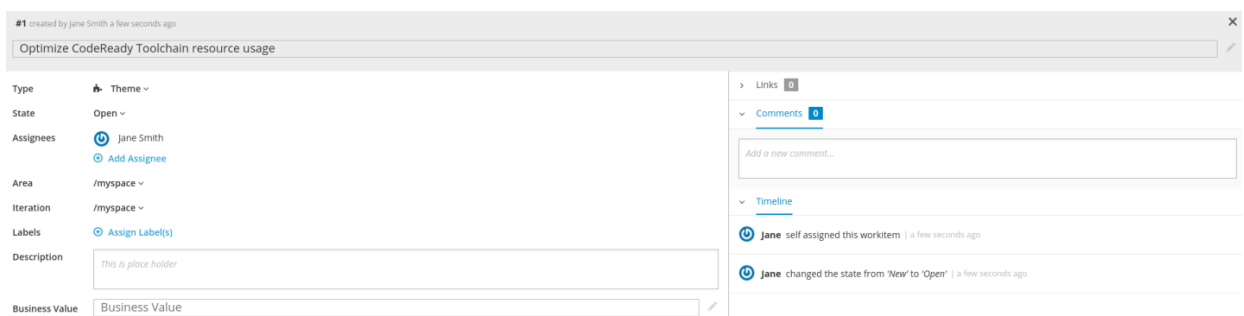 #1 created by Jane Smith a few seconds ago
Optimize CodeReady Toolchain resource usage
Type Theme
State Open
Assignees Jane Smith
Add Assignee
Area /myspace
Iteration /myspace
Labels Assign Label(s)
Description This is place holder
Business Value Business Value
Links 0
Comments 0
Add a new comment...
Timeline
Jane self assigned this workitem | a few seconds ago
Jane changed the state from 'New' to 'Open' | a few seconds ago